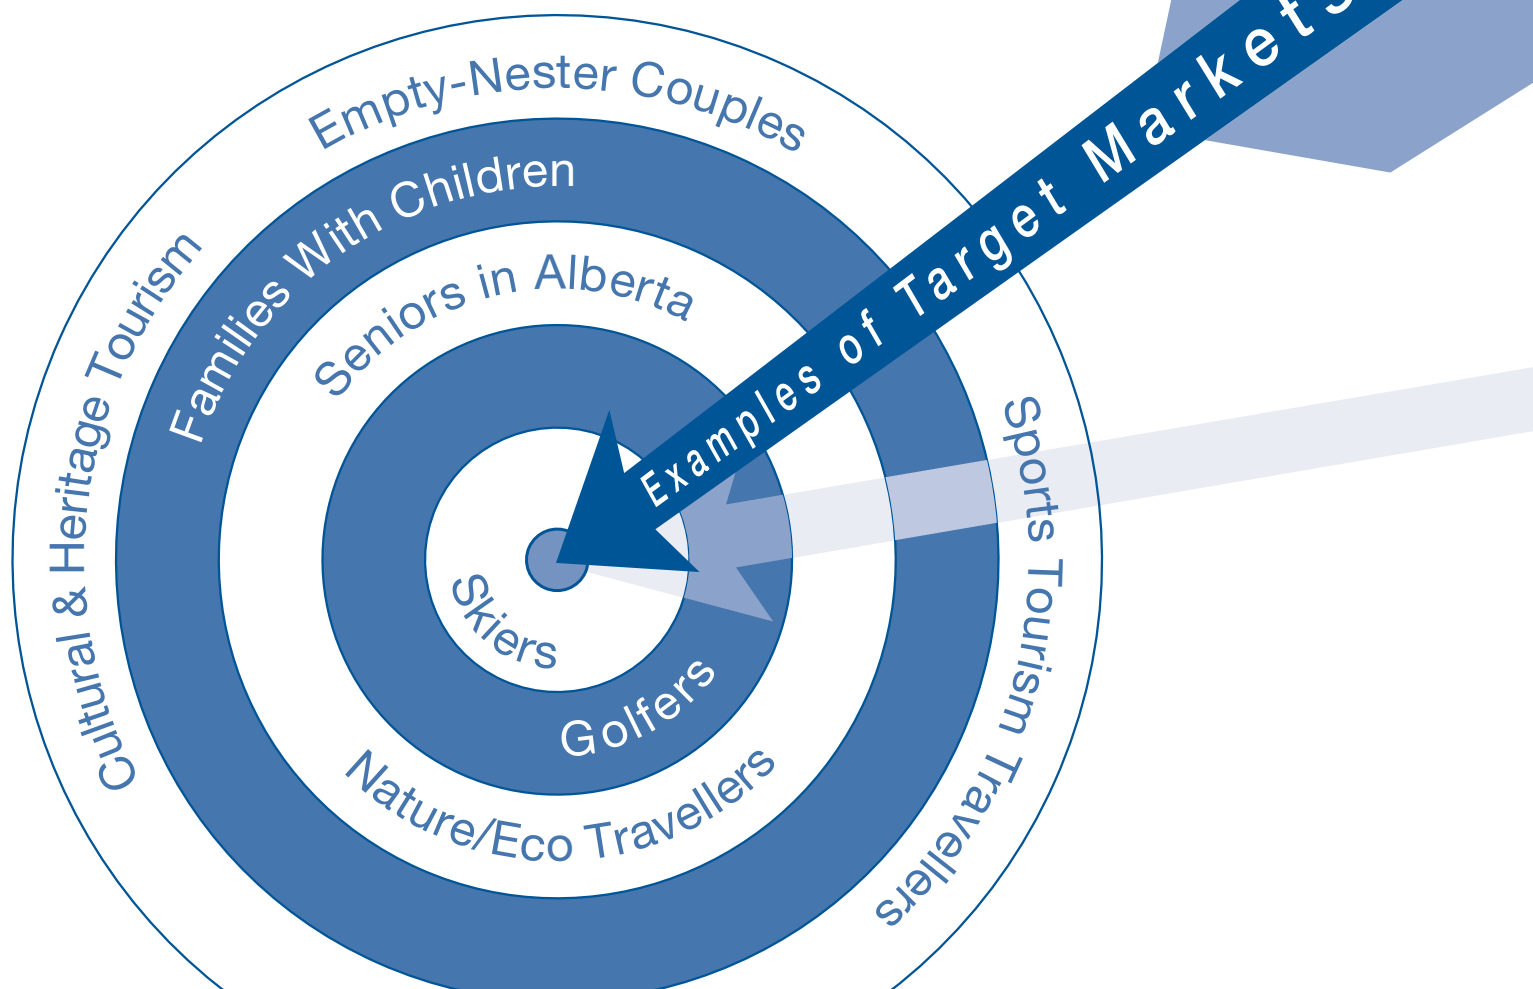 Examples of Target Markets
Empty-Nester Couples
Families With Children
Cultural & Heritage Tourism
Seniors in Alberta
Sports Tourism Travellers
Skiers
Golfers
Nature/Eco Travellers